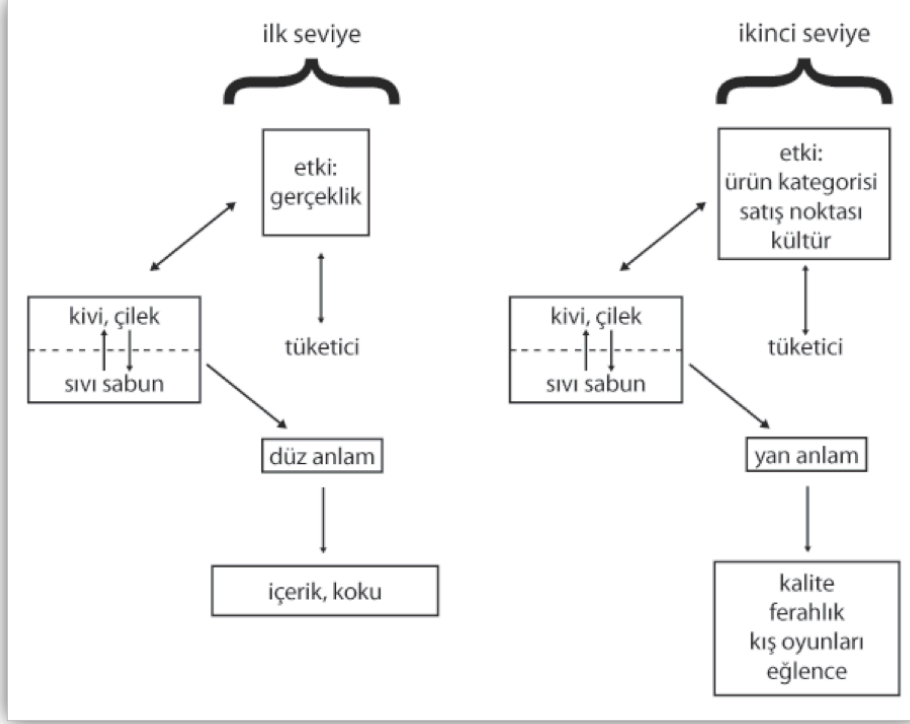 ilk seviye
etki:
gerçeklik
kivi, çilek
sıvı sabun
tüketici
düz anlam
içerik, koku
ikinci seviye
etki:
ürün kategorisi
satış noktası
kültür
kivi, çilek
sıvı sabun
tüketici
yan anlam
kalite
ferahlık
kış oyunları
eğlence